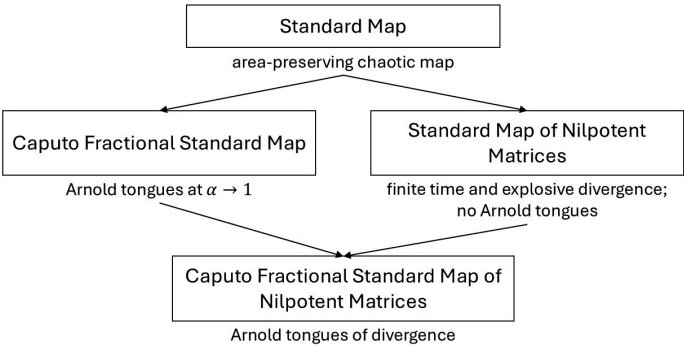 Standard Map
area-preserving chaotic map
Caputo Fractional Standard Map
Arnold tongues at α → 1
Standard Map of Nilpotent
Matrices
finite time and explosive divergence;
no Arnold tongues
Caputo Fractional Standard Map of
Nilpotent Matrices
Arnold tongues of divergence